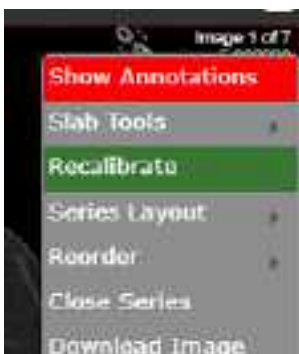 Image 1 of 7
Show Annotations
Slab Tools
Recalibrate
Series Layout
Reorder
Close Series
Download Image